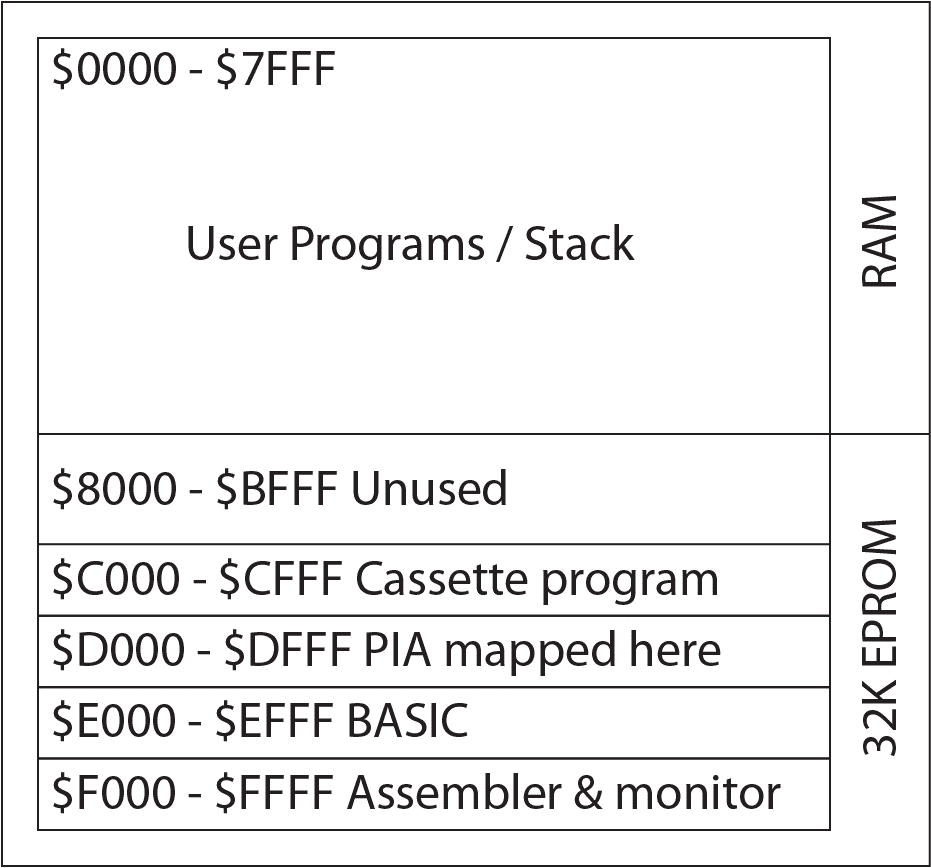 $0000 - $7FFF
User Programs / Stack
RAM
$8000 - $BFFF Unused
$C000 - $CFFF Cassette program
$D000 - $DFFF PIA mapped here
$E000 - $EFFF BASIC
$F000 - $FFFF Assembler & monitor
32K EPROM